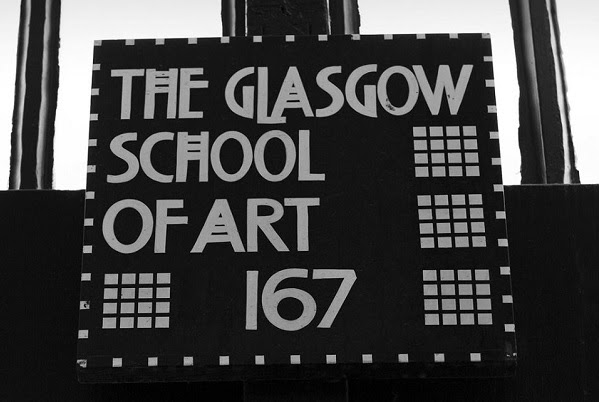 THE GLASGOW
SCHOOL
OF ART
167